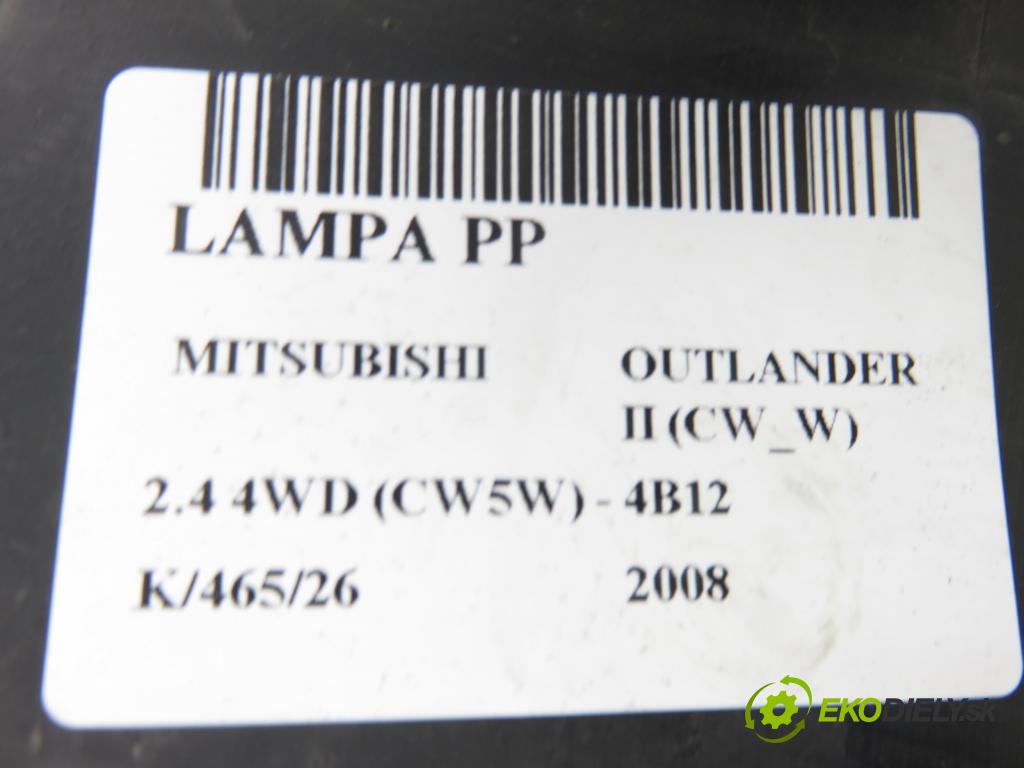 LAMPA PP
MITSUBISHI OUTLANDER
II (CW_W)
2.4 4WD (CW5W) - 4B12
K/465/26 2008
EKODIELY.sk